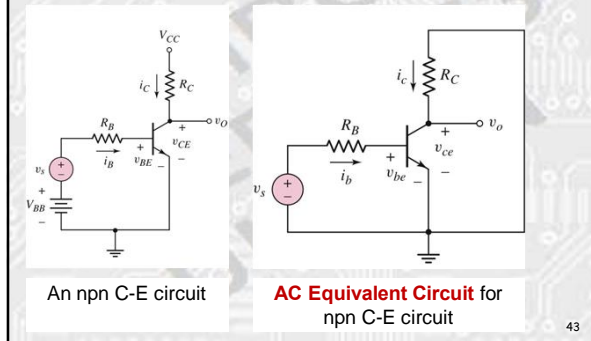 V_CC
i_C
R_C
v_O
R_B
+
v_CE
+
i_B
v_BE
−
−
v_s
+
−
+
V_BB
−
i_c
R_C
v_o
R_B
+
v_ce
+
i_b
v_be
−
−
v_s
+
−
An npn C-E circuit
AC Equivalent Circuit for
npn C-E circuit
43